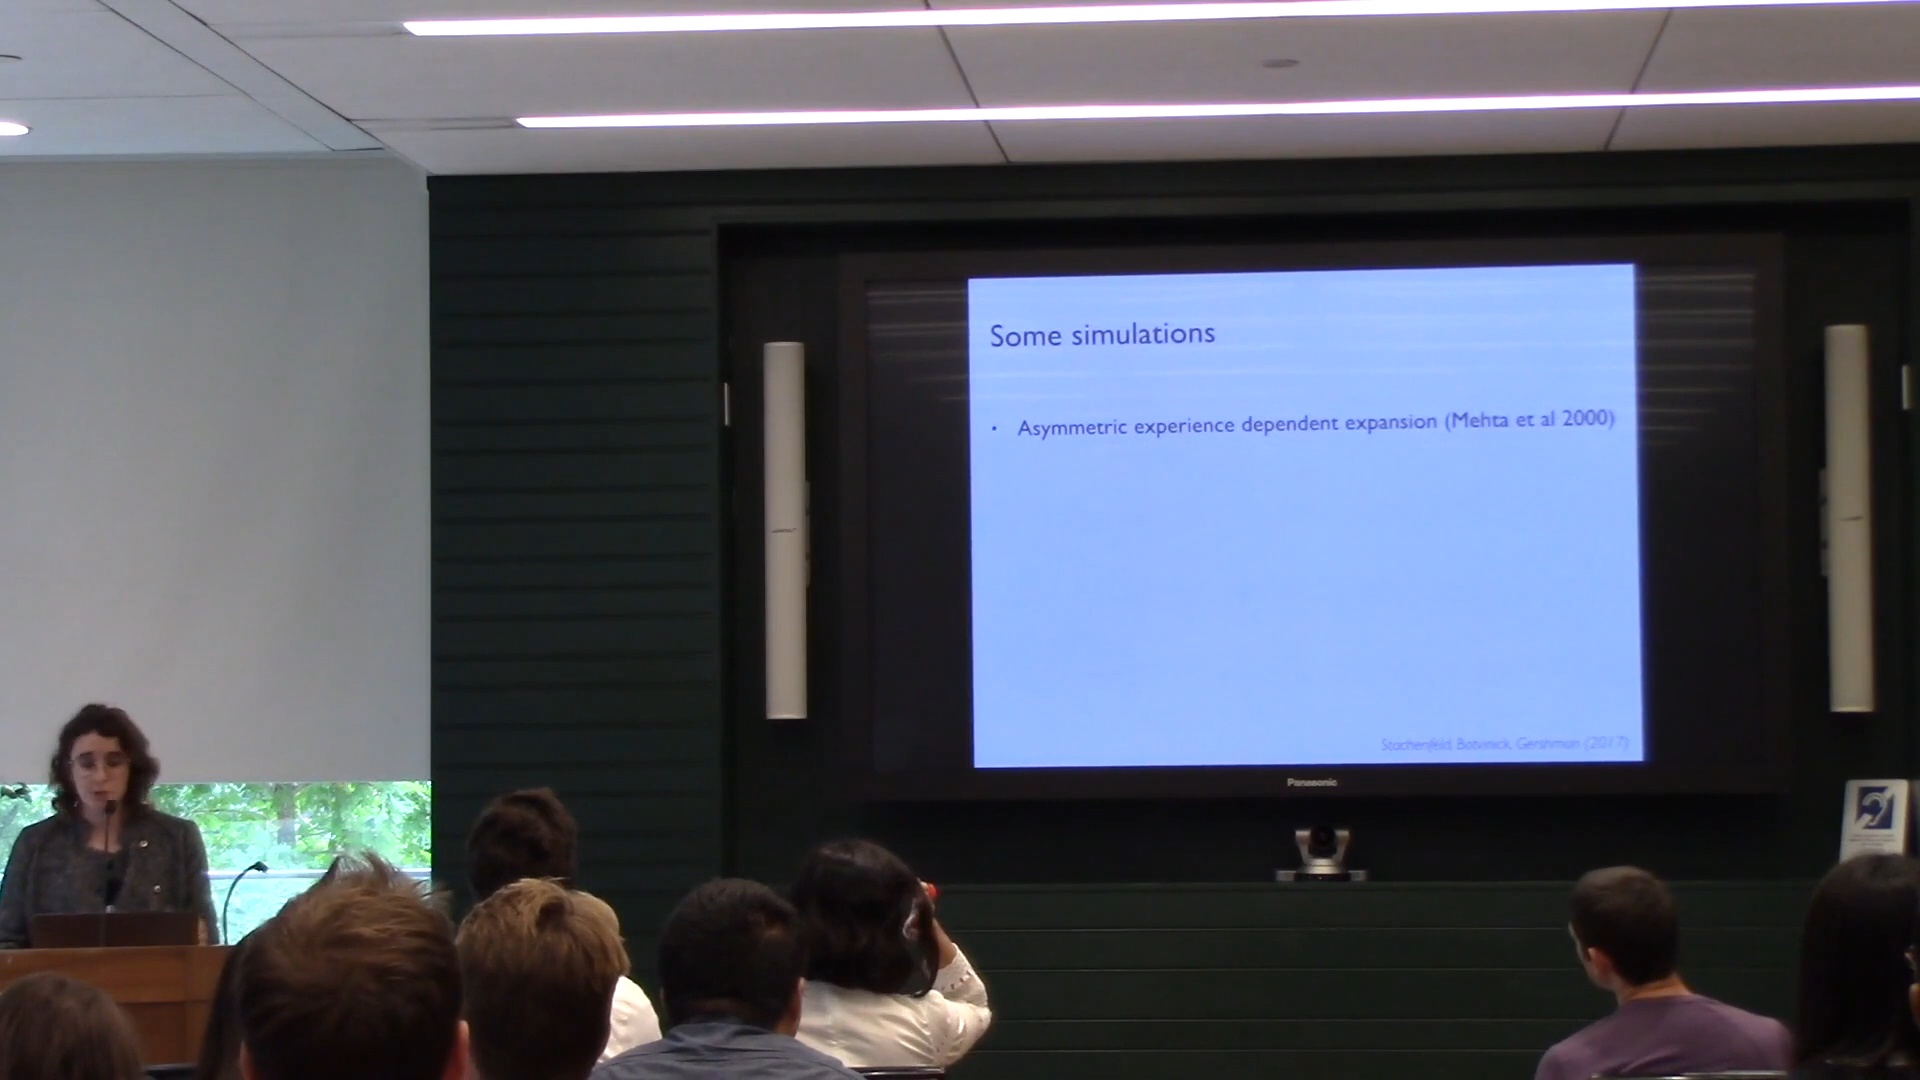 Some simulations
• Asymmetric experience dependent expansion (Mehta et al 2000)
Stachenfeld, Botvinick, Gershman (2017)
Panasonic